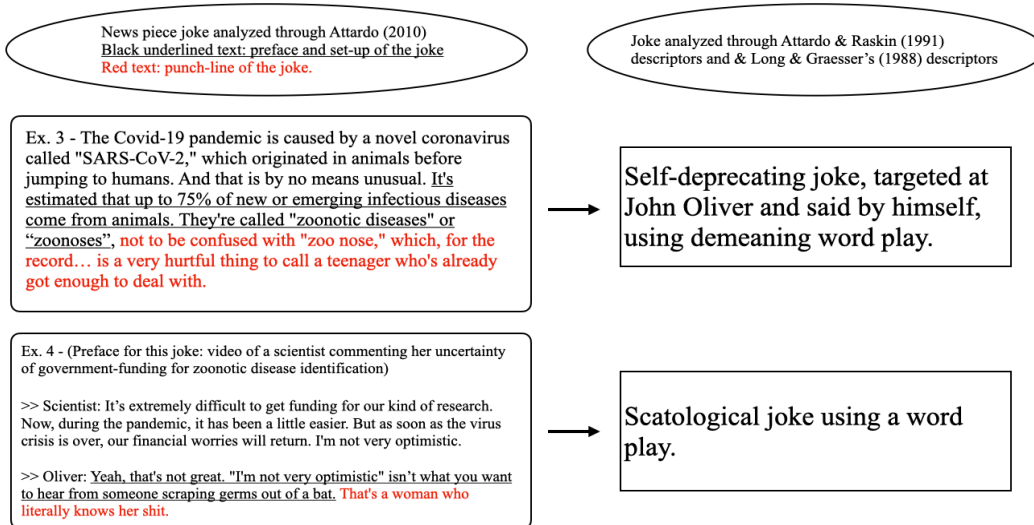 News piece joke analyzed through Attardo (2010)
Black underlined text: preface and set-up of the joke
Red text: punch-line of the joke.
Joke analyzed through Attardo & Raskin (1991)
descriptors and & Long & Graesser's (1988) descriptors
Ex. 3 - The Covid-19 pandemic is caused by a novel coronavirus
called "SARS-CoV-2," which originated in animals before
jumping to humans. And that is by no means unusual. It's
estimated that up to 75% of new or emerging infectious diseases
come from animals. They're called "zoonotic diseases" or
“zoonoses”, not to be confused with "zoo nose," which, for the
record… is a very hurtful thing to call a teenager who's already
got enough to deal with.
Self-deprecating joke, targeted at
John Oliver and said by himself,
using demeaning word play.
Ex. 4 - (Preface for this joke: video of a scientist commenting her uncertainty
of government-funding for zoonotic disease identification)
>> Scientist: It’s extremely difficult to get funding for our kind of research.
Now, during the pandemic, it has been a little easier. But as soon as the virus
crisis is over, our financial worries will return. I'm not very optimistic.
>> Oliver: Yeah, that's not great. "I'm not very optimistic" isn’t what you want
to hear from someone scraping germs out of a bat. That's a woman who
literally knows her shit.
Scatological joke using a word
play.